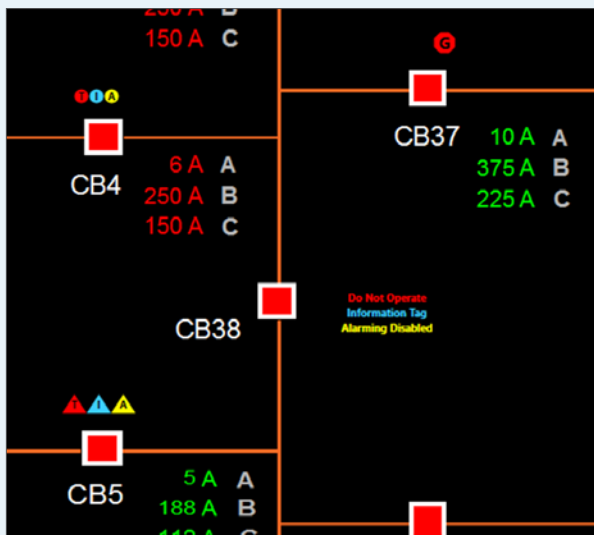 250 A B
150 A C
G
T I A
CB4
6 A A
250 A B
150 A C
CB37
10 A A
375 A B
225 A C
CB38
Do Not Operate
Information Tag
Alarming Disabled
T I A
CB5
5 A A
188 A B